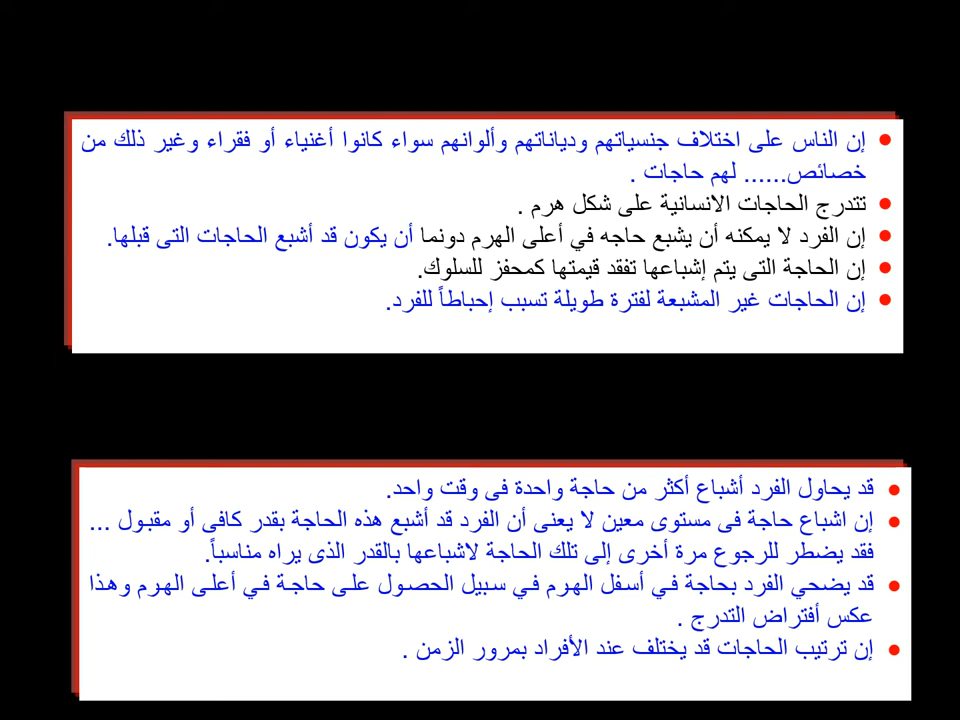 إن الناس على اختلاف جنسياتهم ودياناتهم وألوانهم سواء كانوا أغنياء أو فقراء وغير ذلك من
خصائص...... لهم حاجات .
تتدرج الحاجات الانسانية على شكل هرم .
إن الفرد لا يمكنه أن يشبع حاجه في أعلى الهرم دونما أن يكون قد أشبع الحاجات التى قبلها.
إن الحاجة التى يتم إشباعها تفقد قيمتها كمحفز للسلوك.
إن الحاجات غير المشبعة لفترة طويلة تسبب إحباطاً للفرد.
قد يحاول الفرد أشباع أكثر من حاجة واحدة فى وقت واحد.
إن اشباع حاجة فى مستوى معين لا يعنى أن الفرد قد أشبع هذه الحاجة بقدر كافى أو مقبول ...
فقد يضطر للرجوع مرة أخرى إلى تلك الحاجة لاشباعها بالقدر الذى يراه مناسباً.
قد يضحي الفرد بحاجة في أسفل الهرم في سبيل الحصول على حاجة في أعلى الهرم وهذا
عكس أفتراض التدرج .
إن ترتيب الحاجات قد يختلف عند الأفراد بمرور الزمن .